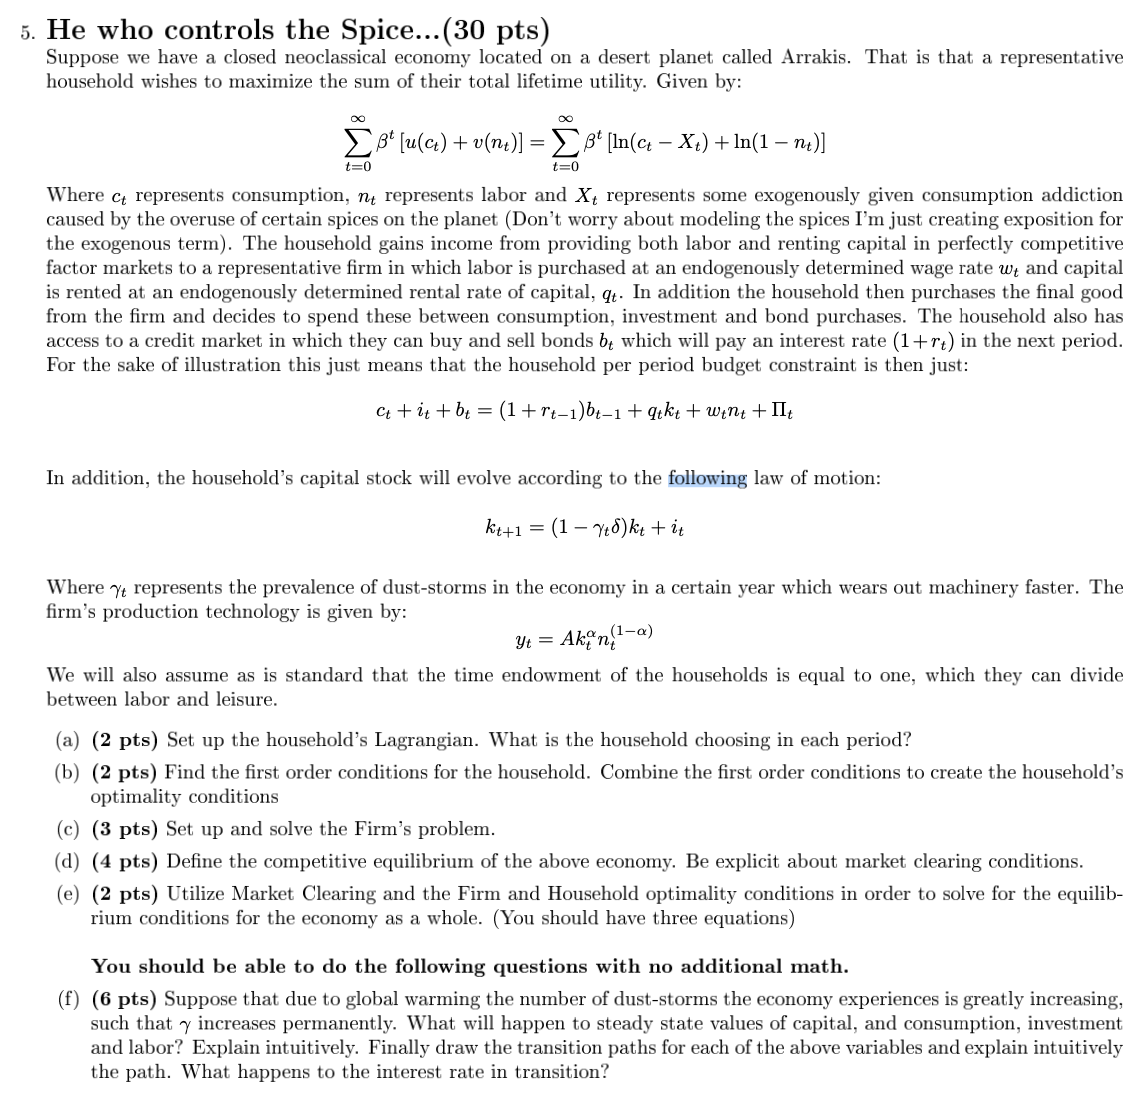 5. He who controls the Spice...(30 pts)
Suppose we have a closed neoclassical economy located on a desert planet called Arrakis. That is that a representative
household wishes to maximize the sum of their total lifetime utility. Given by:
∞ ∑ t=0 β^t [u(c_t) + v(n_t)] = ∞ ∑ t=0 β^t [ln(c_t − X_t) + ln(1 − n_t)]
Where c_t represents consumption, n_t represents labor and X_t represents some exogenously given consumption addiction
caused by the overuse of certain spices on the planet (Don't worry about modeling the spices I'm just creating exposition for
the exogenous term). The household gains income from providing both labor and renting capital in perfectly competitive
factor markets to a representative firm in which labor is purchased at an endogenously determined wage rate w_t and capital
is rented at an endogenously determined rental rate of capital, q_t. In addition the household then purchases the final good
from the firm and decides to spend these between consumption, investment and bond purchases. The household also has
access to a credit market in which they can buy and sell bonds b_t which will pay an interest rate (1+r_t) in the next period.
For the sake of illustration this just means that the household per period budget constraint is then just:
c_t + i_t + b_t = (1 + r_{t−1})b_{t−1} + q_t k_t + w_t n_t + Π_t
In addition, the household's capital stock will evolve according to the following law of motion:
k_{t+1} = (1 − γ_t δ)k_t + i_t
Where γ_t represents the prevalence of dust-storms in the economy in a certain year which wears out machinery faster. The
firm's production technology is given by:
y_t = Ak_t^α n_t^{(1−α)}
We will also assume as is standard that the time endowment of the households is equal to one, which they can divide
between labor and leisure.
(a) (2 pts) Set up the household's Lagrangian. What is the household choosing in each period?
(b) (2 pts) Find the first order conditions for the household. Combine the first order conditions to create the household's
optimality conditions
(c) (3 pts) Set up and solve the Firm's problem.
(d) (4 pts) Define the competitive equilibrium of the above economy. Be explicit about market clearing conditions.
(e) (2 pts) Utilize Market Clearing and the Firm and Household optimality conditions in order to solve for the equilib-
rium conditions for the economy as a whole. (You should have three equations)
You should be able to do the following questions with no additional math.
(f) (6 pts) Suppose that due to global warming the number of dust-storms the economy experiences is greatly increasing,
such that γ increases permanently. What will happen to steady state values of capital, and consumption, investment
and labor? Explain intuitively. Finally draw the transition paths for each of the above variables and explain intuitively
the path. What happens to the interest rate in transition?